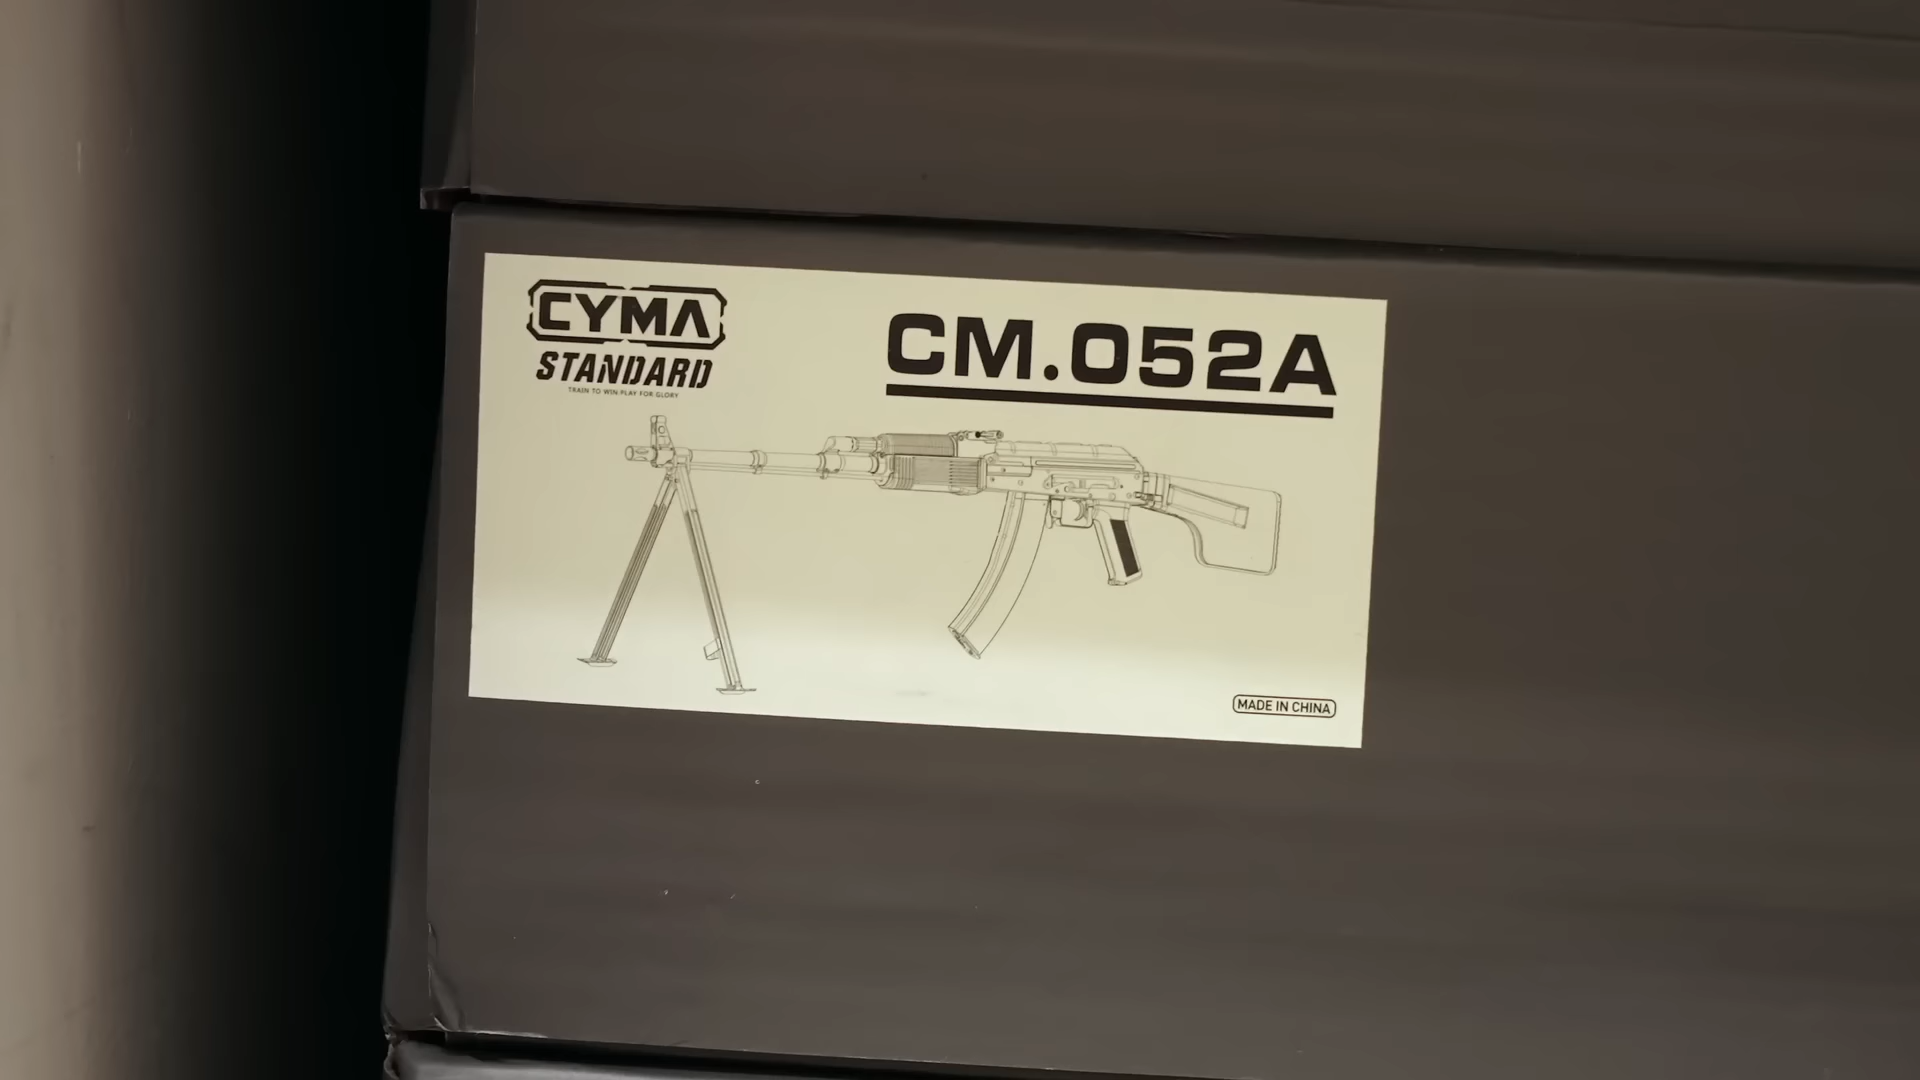 CYMA
STANDARD
TRAIN TO WIN PLAY FOR GLORY
CM.052A
MADE IN CHINA